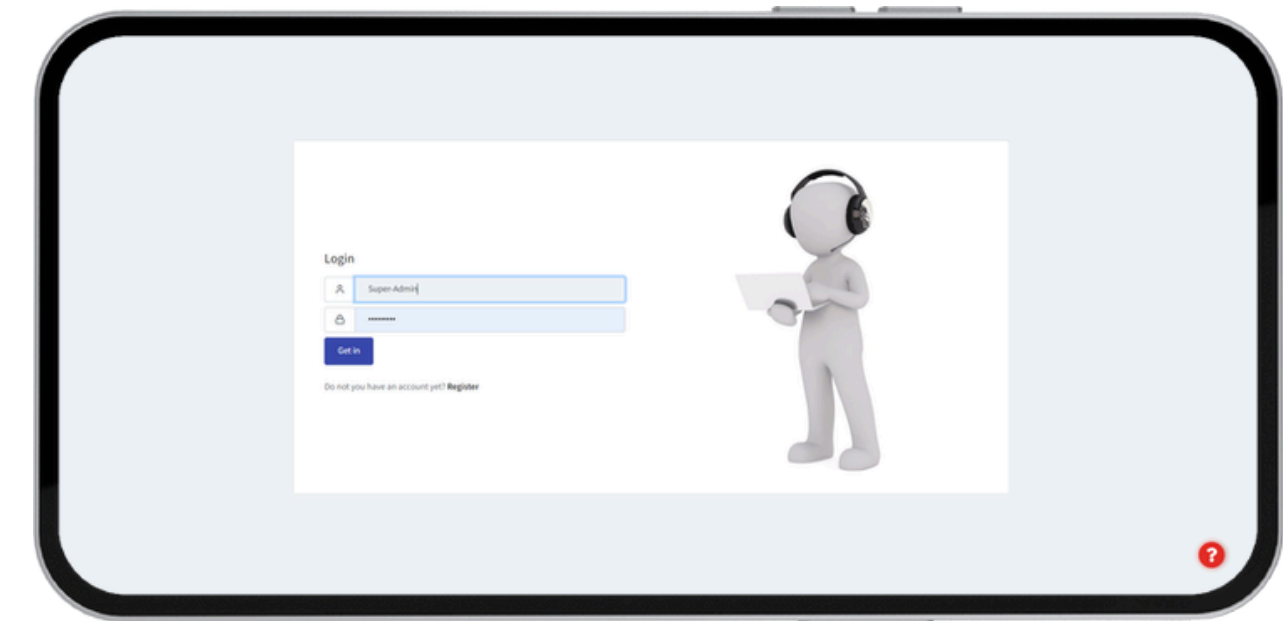 Login
Super-Admin
•••••••••
Get in
Do not you have an account yet? Register
?